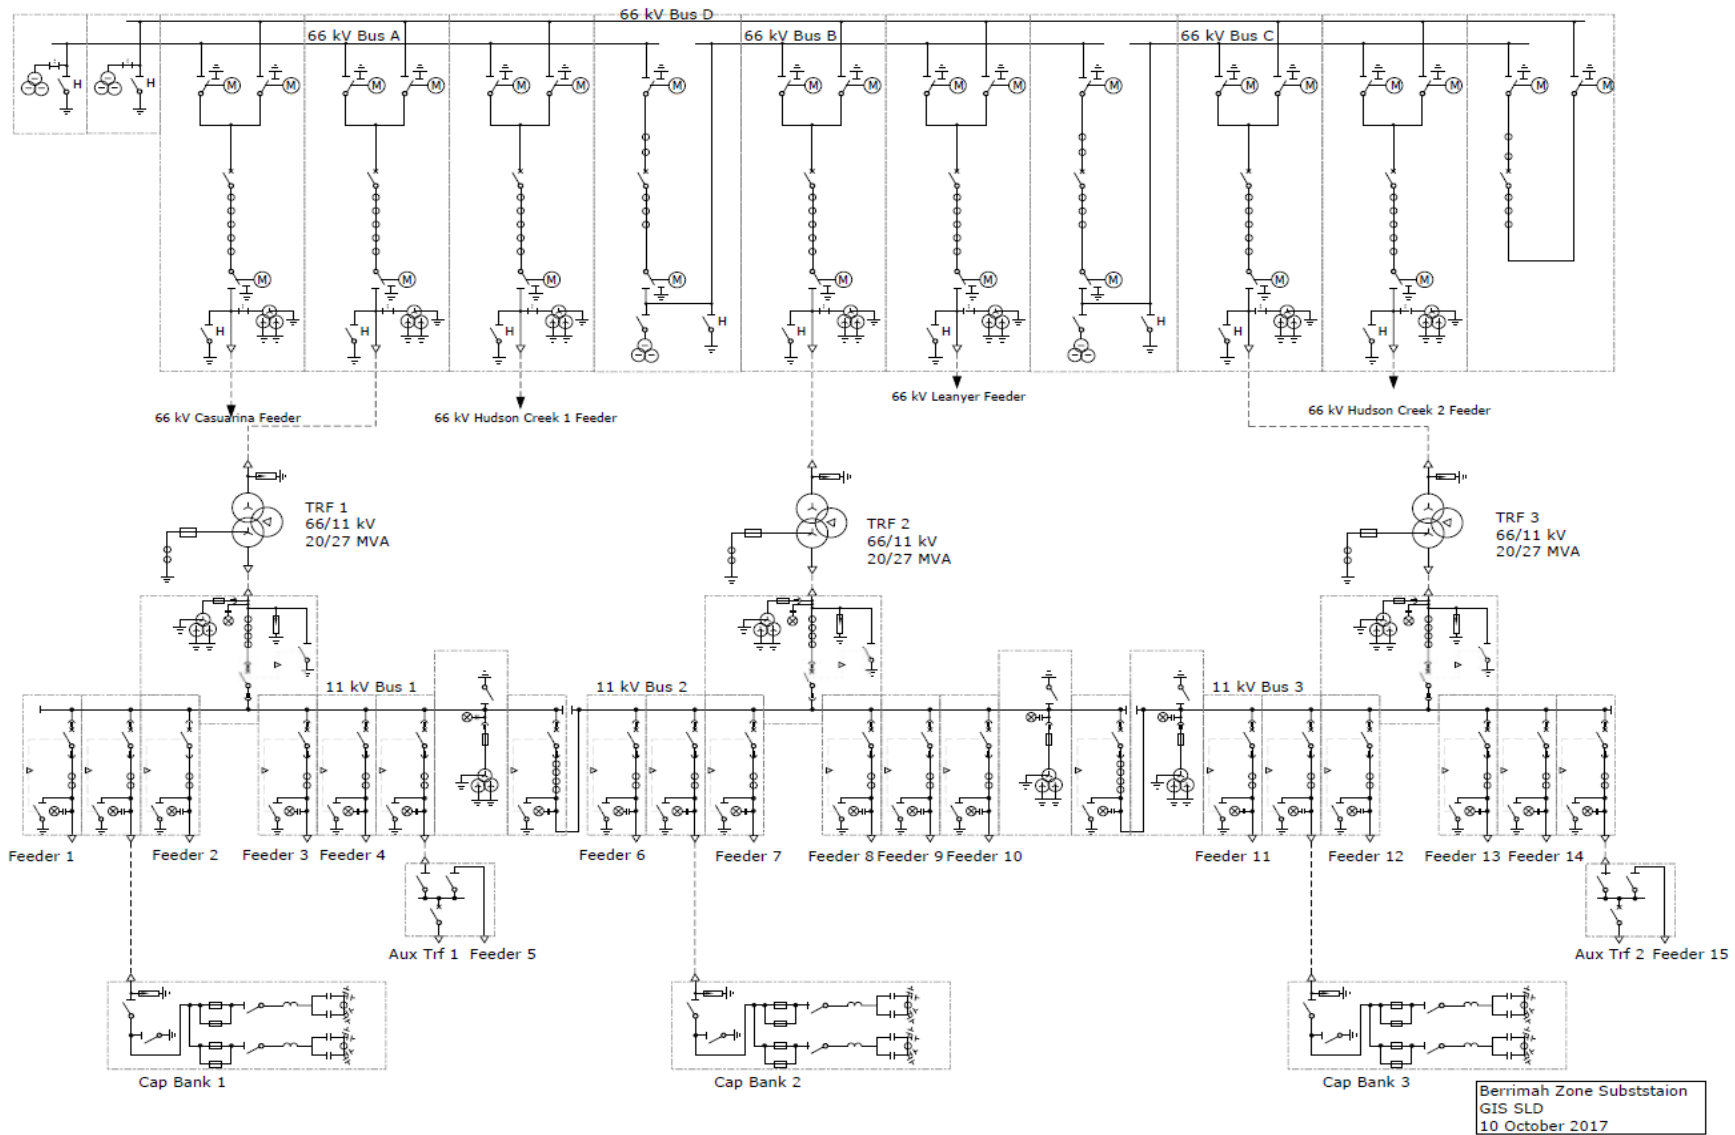 66 kV Bus D
66 kV Bus A
66 kV Bus B
66 kV Bus C
M M M M M M M M M M M M M M M M M
H H
M M M M M M M M
H H H H H H H H
66 kV Casuarina Feeder
66 kV Hudson Creek 1 Feeder
66 kV Leanyer Feeder
66 kV Hudson Creek 2 Feeder
TRF 1
66/11 kV
20/27 MVA
TRF 2
66/11 kV
20/27 MVA
TRF 3
66/11 kV
20/27 MVA
11 kV Bus 1
11 kV Bus 2
11 kV Bus 3
Feeder 1
Feeder 2
Feeder 3
Feeder 4
Feeder 6
Feeder 7
Feeder 8
Feeder 9
Feeder 10
Feeder 11
Feeder 12
Feeder 13
Feeder 14
Aux Trf 1
Feeder 5
Aux Trf 2
Feeder 15
Cap Bank 1
Cap Bank 2
Cap Bank 3
Berrimah Zone Subststaion
GIS SLD
10 October 2017